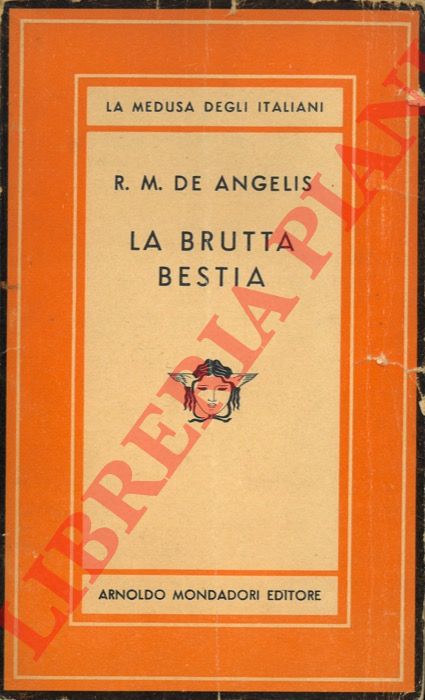 LA MEDUSA DEGLI ITALIANI
R. M. DE ANGELIS
LA BRUTTA
BESTIA
ARNOLDO MONDADORI EDITORE
LIBRERIA PIANI